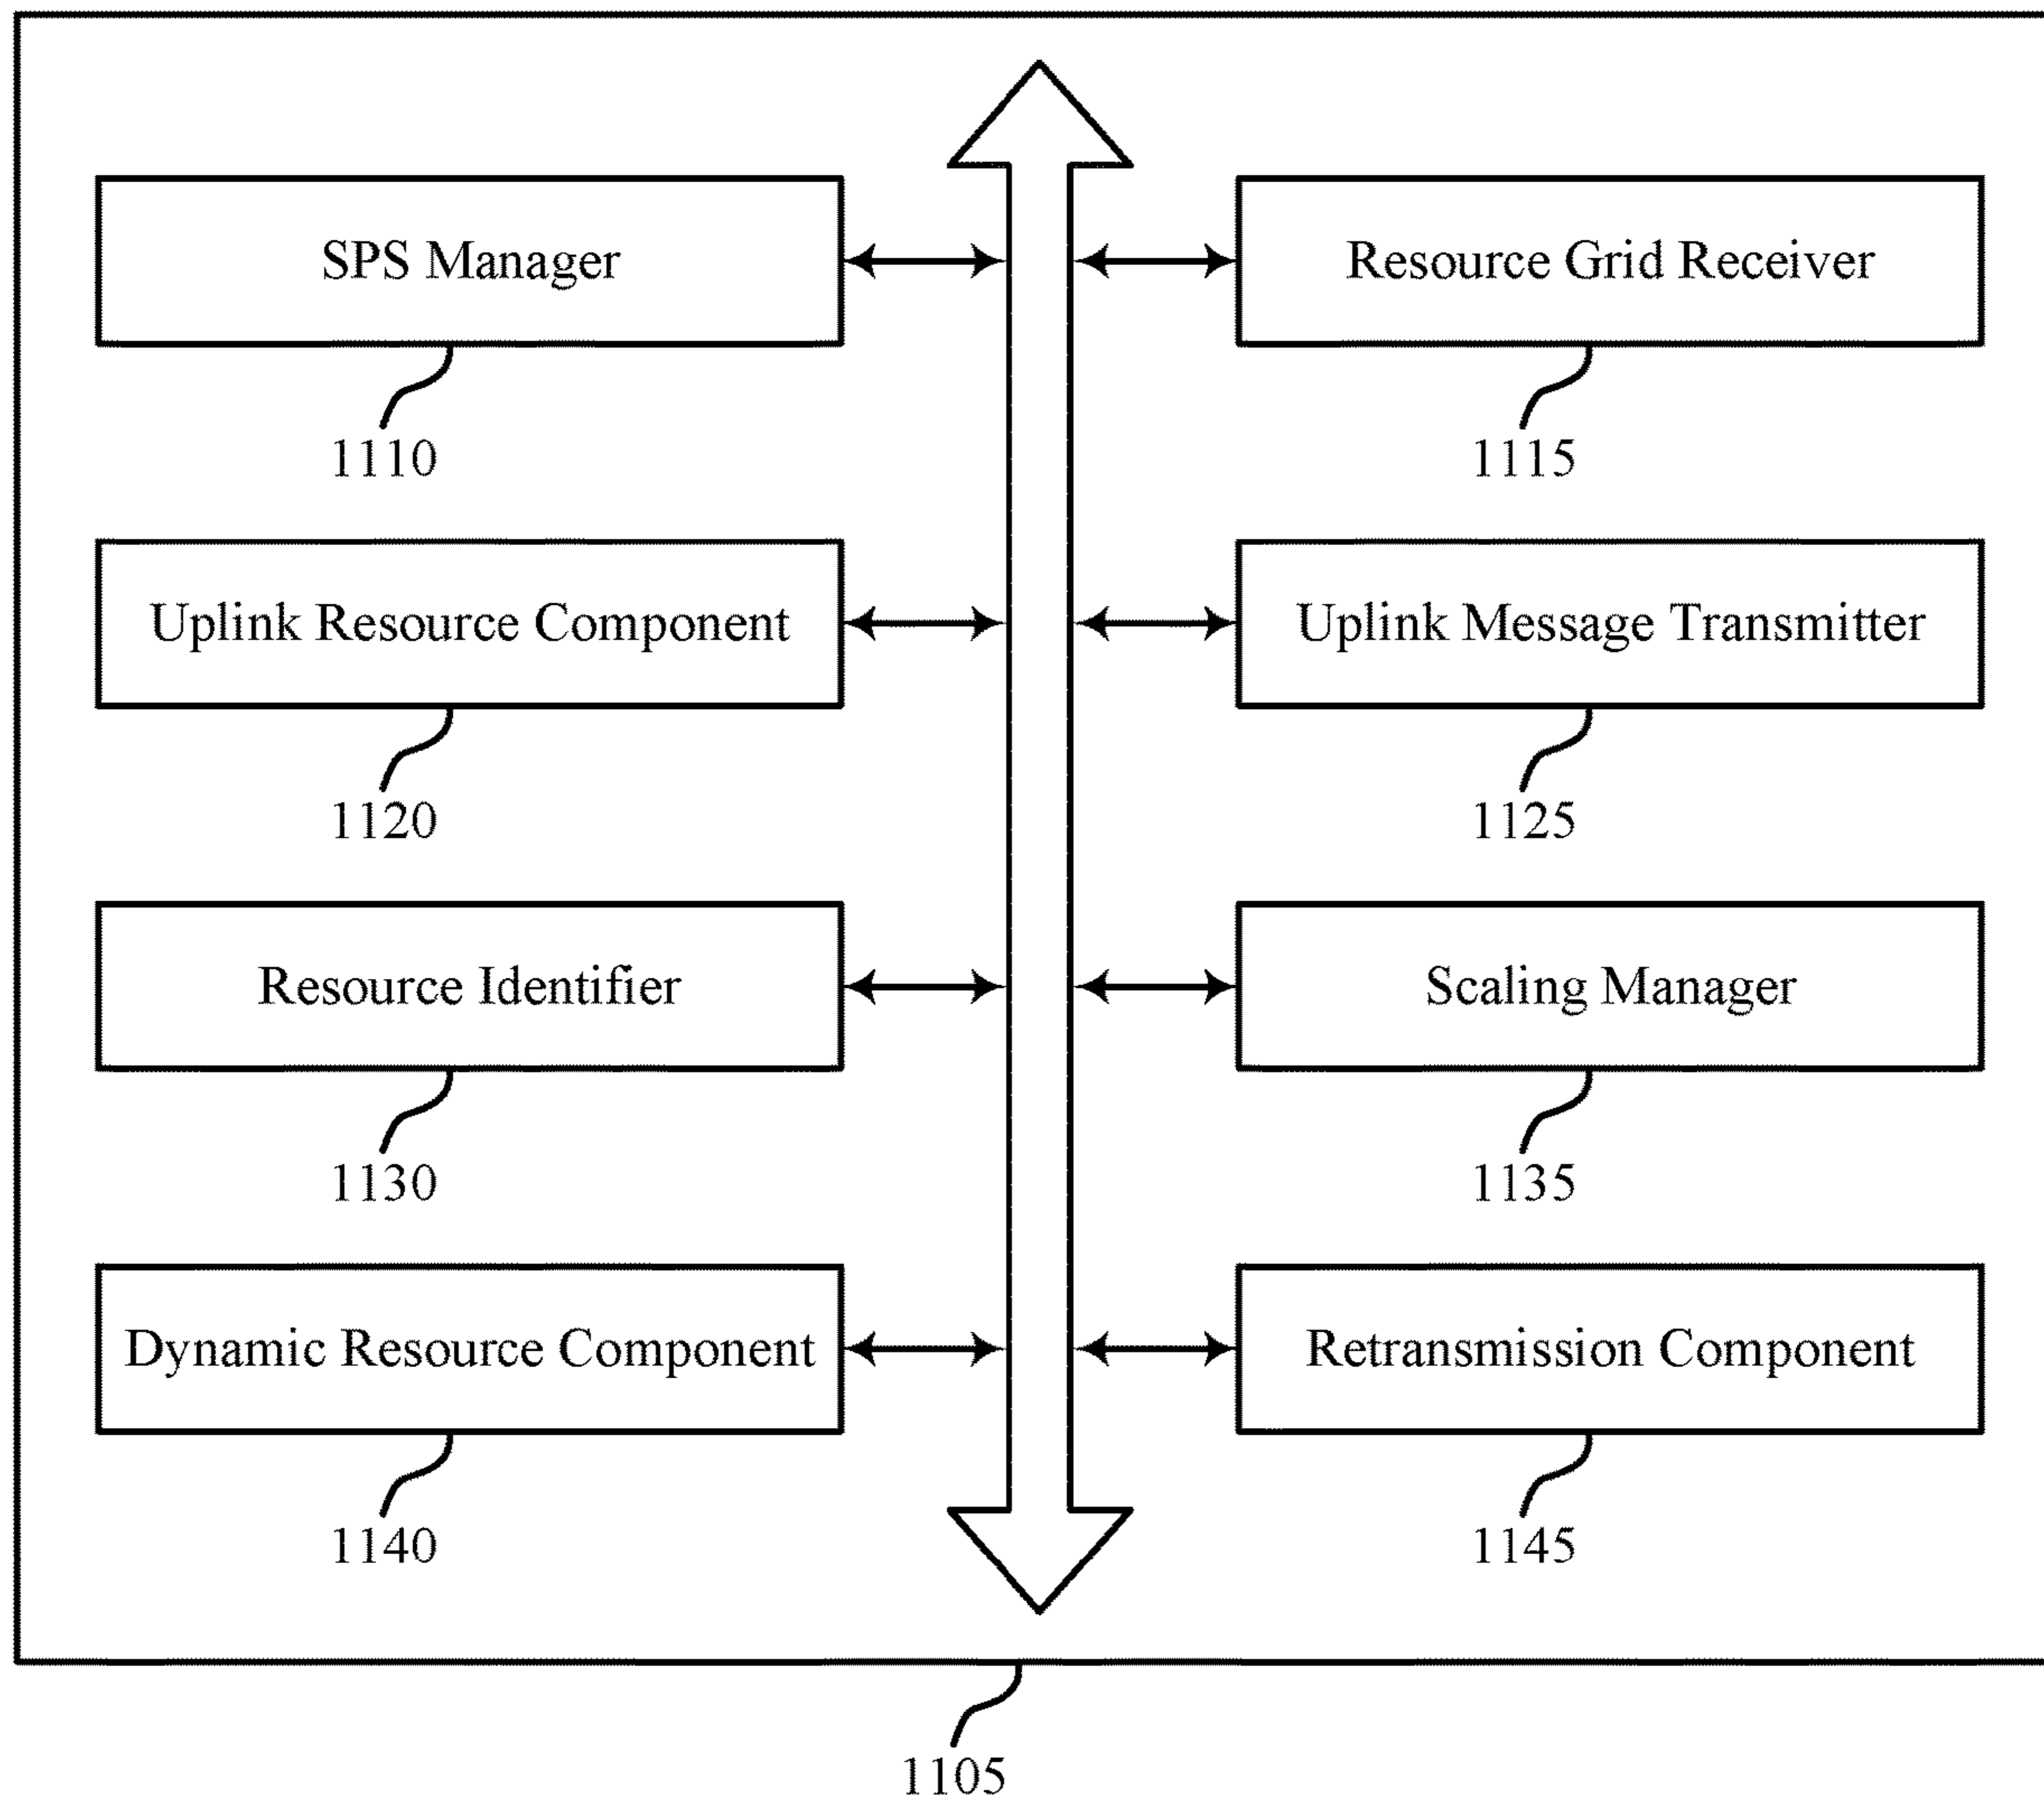 SPS Manager
Resource Grid Receiver
1110
1115
Uplink Resource Component
Uplink Message Transmitter
1120
1125
Resource Identifier
Scaling Manager
1130
1135
Dynamic Resource Component
Retransmission Component
1140
1145
1105